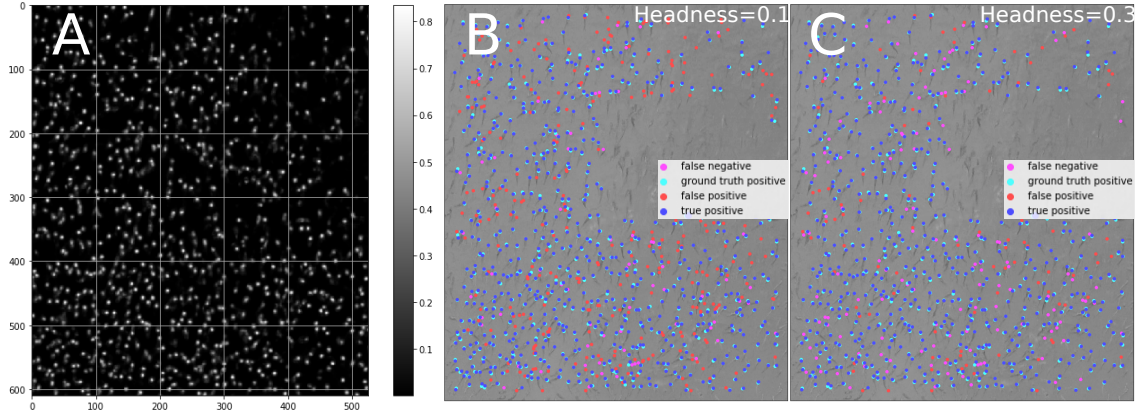 A
0
100
200
300
400
500
600
0 100 200 300 400 500
0.8
0.7
0.6
0.5
0.4
0.3
0.2
0.1
B
Headness=0.1
false negative
ground truth positive
false positive
true positive
C
Headness=0.3
false negative
ground truth positive
false positive
true positive